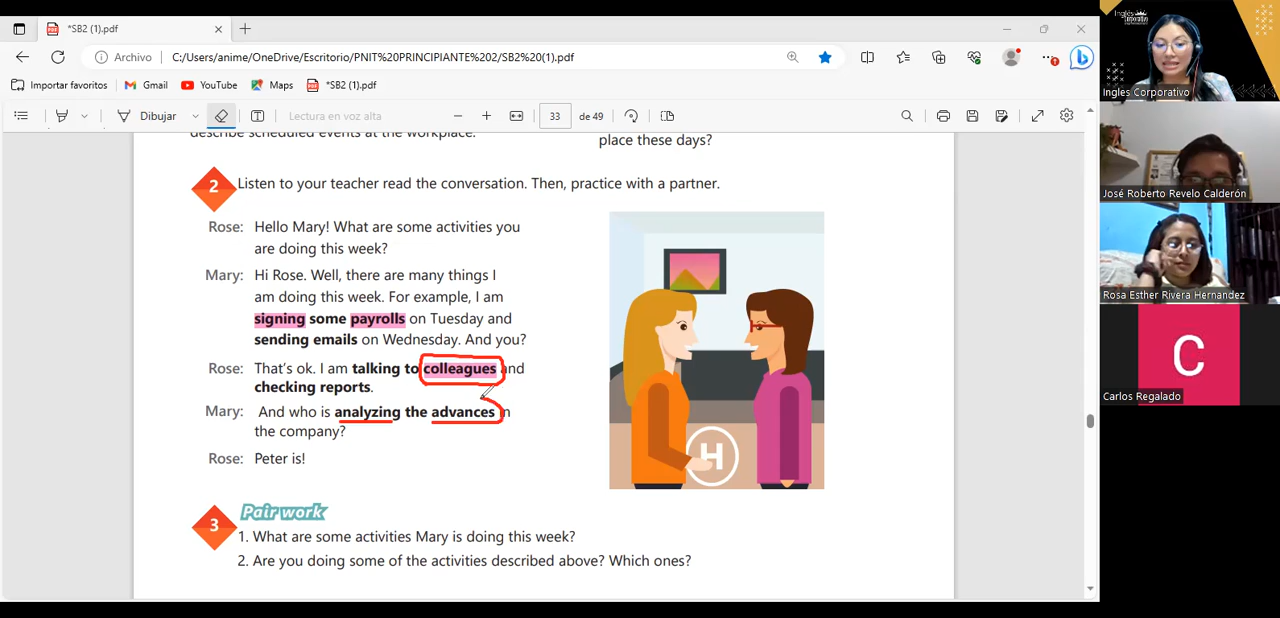 *SB2 (1).pdf
Archivo C:/Users/anime/OneDrive/Escritorio/PNIT%20PRINCIPIANTE%202/SB2%20(1).pdf
Importar favoritos Gmail YouTube Maps *SB2 (1).pdf
Dibujar Lectura en voz alta 33 de 49
describe scheduled events at the workplace.
place these days?
2 Listen to your teacher read the conversation. Then, practice with a partner.
Rose: Hello Mary! What are some activities you
are doing this week?
Mary: Hi Rose. Well, there are many things I
am doing this week. For example, I am
signing some payrolls on Tuesday and
sending emails on Wednesday. And you?
Rose: That's ok. I am talking to colleagues and
checking reports.
Mary: And who is analyzing the advances in
the company?
Rose: Peter is!
H
3 Pair work
1. What are some activities Mary is doing this week?
2. Are you doing some of the activities described above? Which ones?
Inglés
Corporativo
Ingles Corporativo
José Roberto Revelo Calderón
Rosa Esther Rivera Hernandez
C
Carlos Regalado